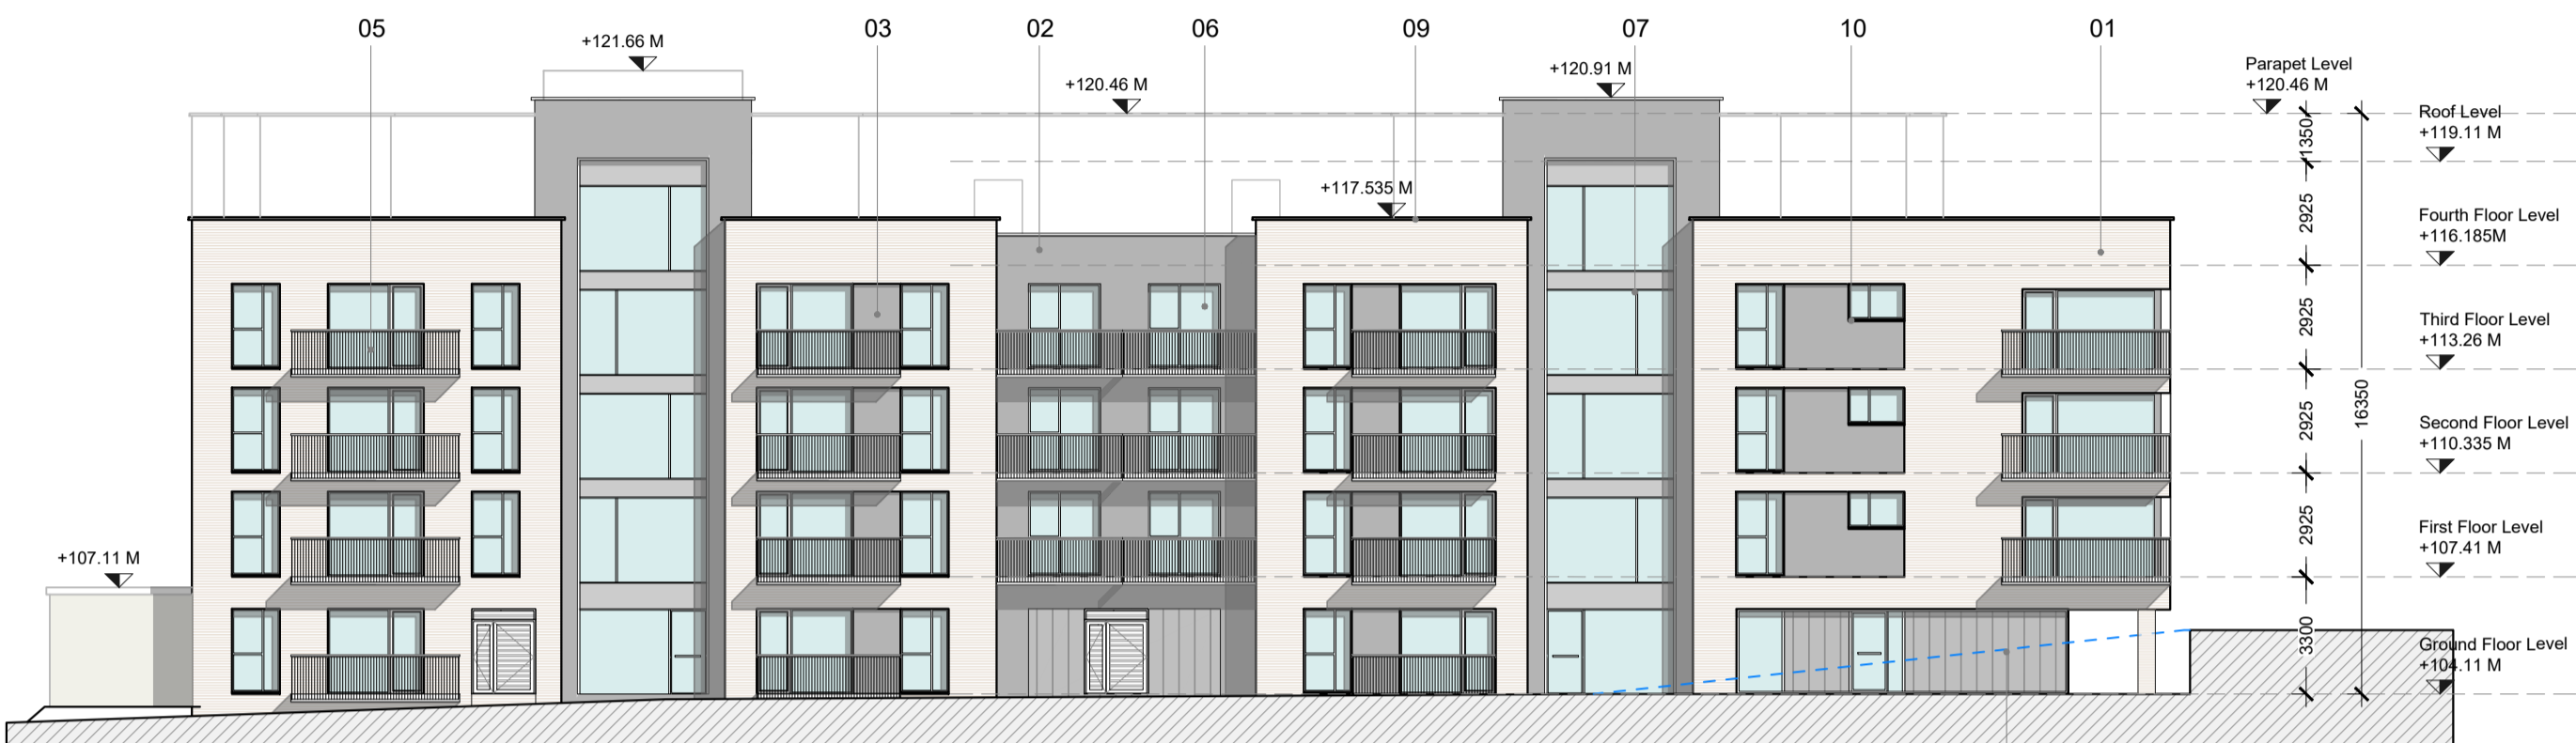 05
03
02
06
09
07
10
01
+121.66 M
+120.46 M
+120.91 M
+117.535 M
+107.11 M
Parapet Level
+120.46 M
Roof Level
+119.11 M
Fourth Floor Level
+116.185M
Third Floor Level
+113.26 M
Second Floor Level
+110.335 M
First Floor Level
+107.41 M
Ground Floor Level
+104.11 M
1350
2925
2925
2925
2925
3300
16350